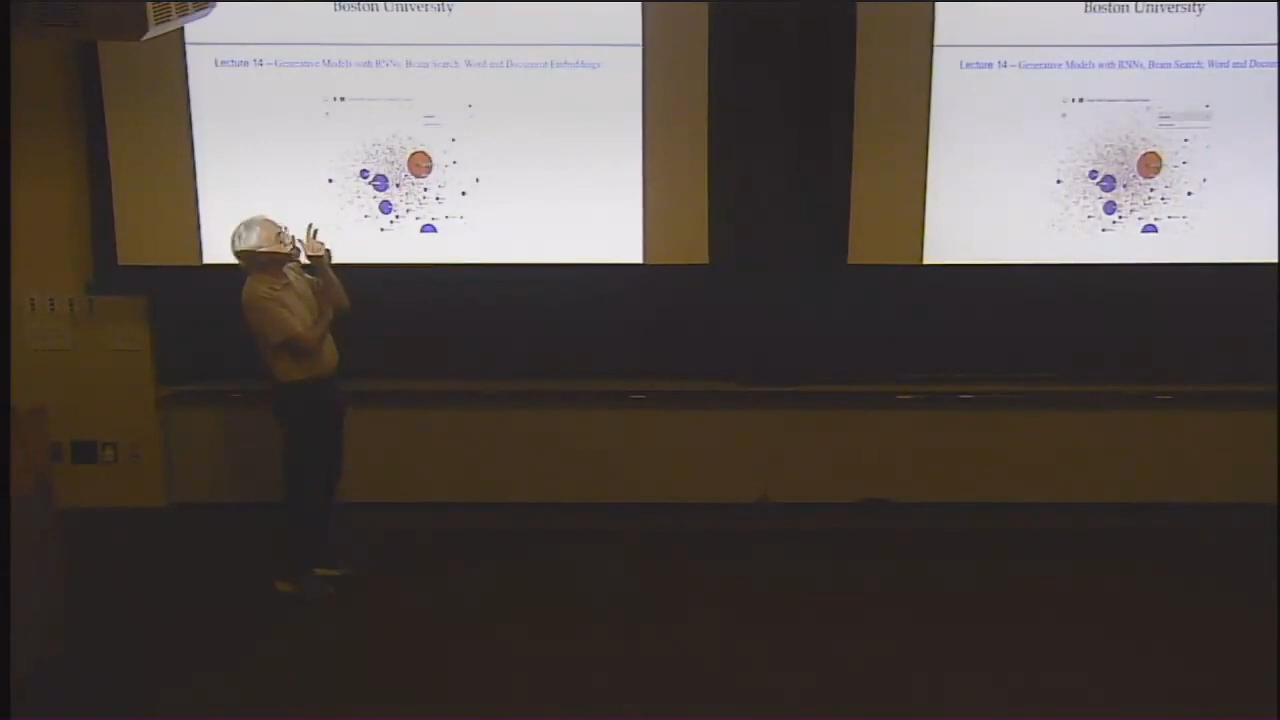 Boston University
Lecture 14 – Generative Models with RNNs, Beam Search, Word and Document Embeddings
Boston University
Lecture 14 – Generative Models with RNNs, Beam Search, Word and Docum